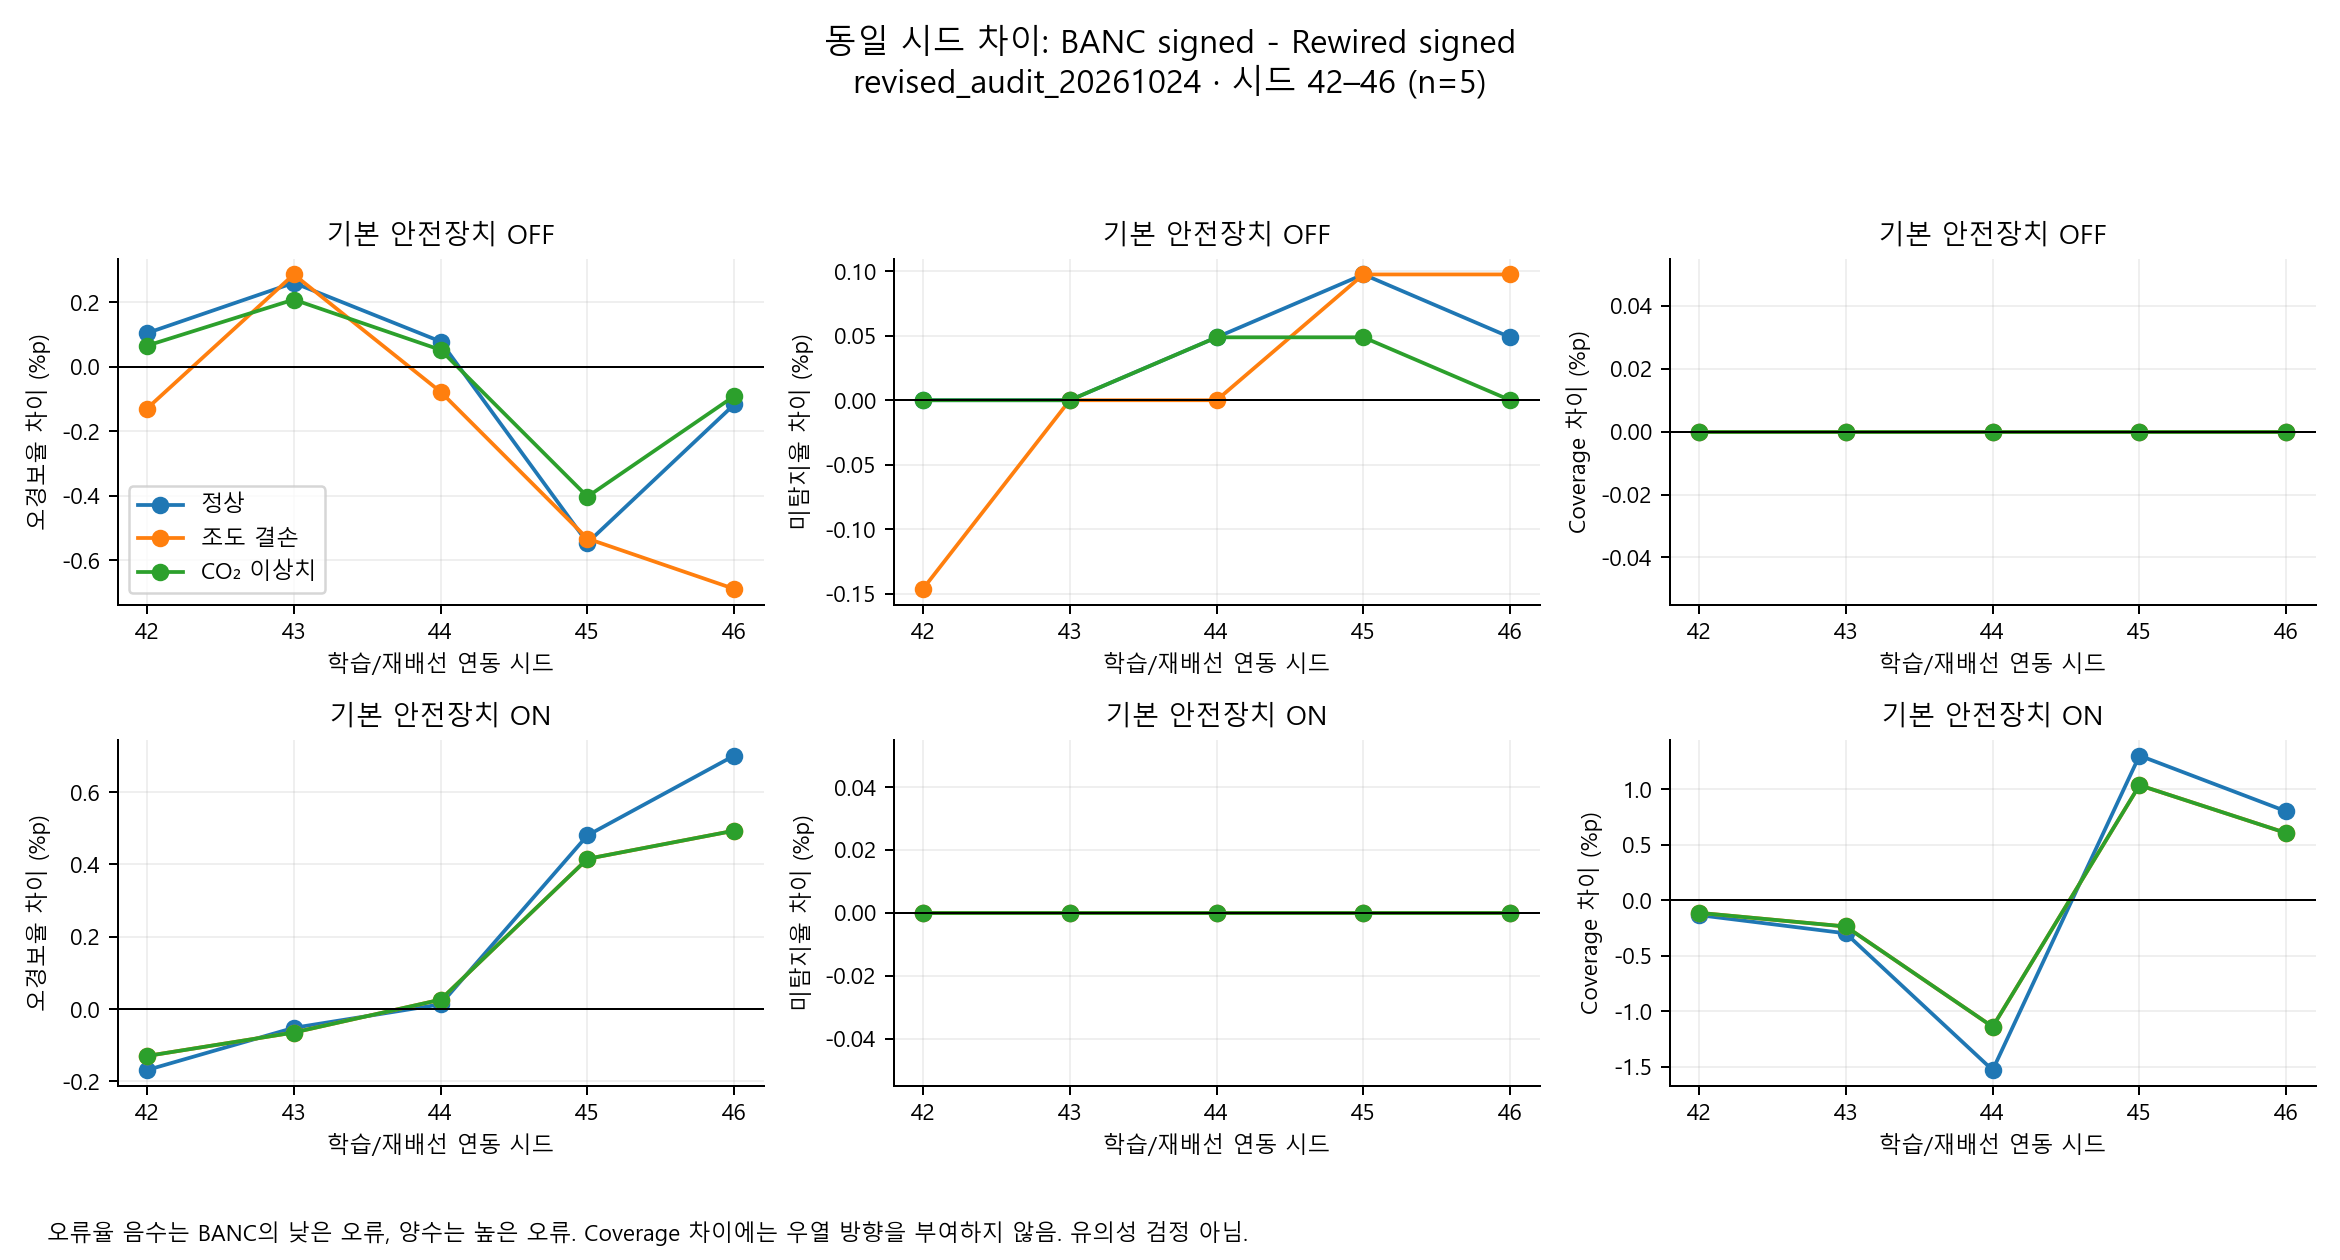 동일 시드 차이: BANC signed - Rewired signed
revised_audit_20261024 · 시드 42–46 (n=5)
기본 안전장치 OFF
오경보율 차이 (%p)
0.2
0.0
-0.2
-0.4
-0.6
정상
조도 결손
CO₂ 이상치
42 43 44 45 46
학습/재배선 연동 시드
기본 안전장치 OFF
미탐지율 차이 (%p)
0.10
0.05
0.00
-0.05
-0.10
-0.15
42 43 44 45 46
학습/재배선 연동 시드
기본 안전장치 OFF
Coverage 차이 (%p)
0.04
0.02
0.00
-0.02
-0.04
42 43 44 45 46
학습/재배선 연동 시드
기본 안전장치 ON
오경보율 차이 (%p)
0.6
0.4
0.2
0.0
-0.2
42 43 44 45 46
학습/재배선 연동 시드
기본 안전장치 ON
미탐지율 차이 (%p)
0.04
0.02
0.00
-0.02
-0.04
42 43 44 45 46
학습/재배선 연동 시드
기본 안전장치 ON
Coverage 차이 (%p)
1.0
0.5
0.0
-0.5
-1.0
-1.5
42 43 44 45 46
학습/재배선 연동 시드
오류율 음수는 BANC의 낮은 오류, 양수는 높은 오류. Coverage 차이에는 우열 방향을 부여하지 않음. 유의성 검정 아님.